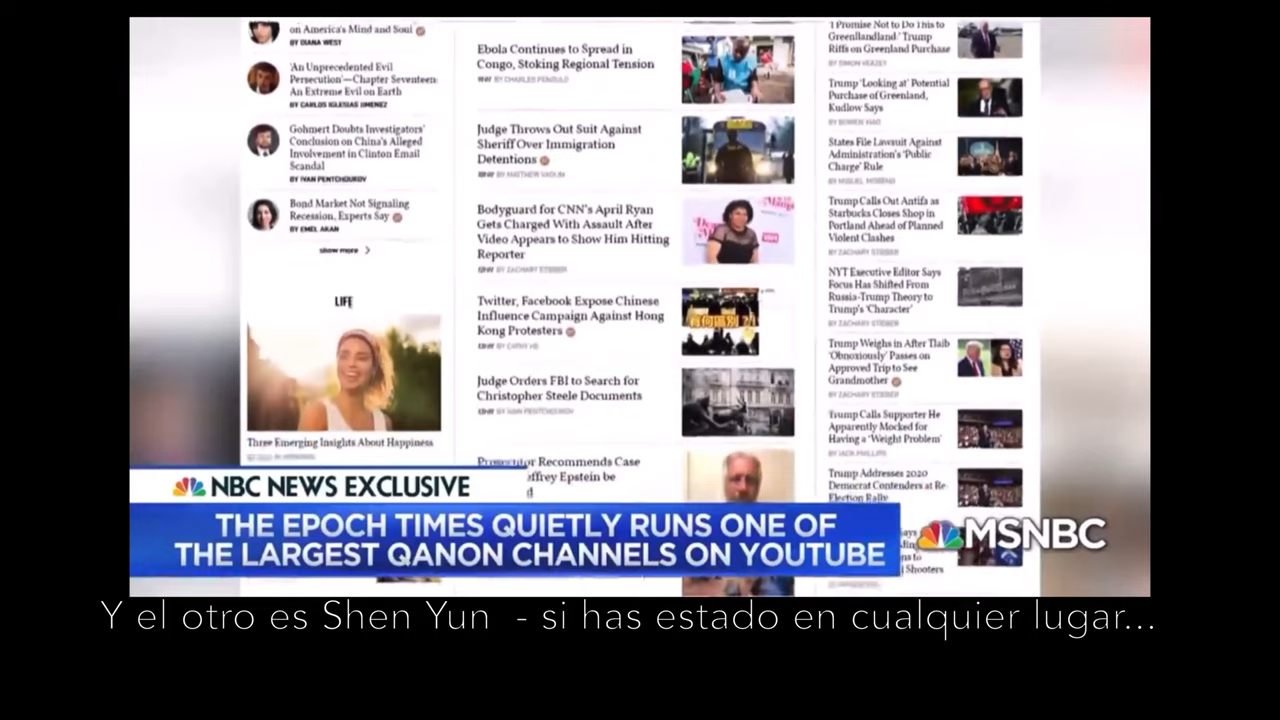 on America's Mind and Soul
BY DIANA WEST
'An Unprecedented Evil
Persecution'—Chapter Seventeen:
An Extreme Evil on Earth
BY CARLOS IGLESIAS JIMENEZ
Gohmert Doubts Investigators'
Conclusion on China's Alleged
Involvement in Clinton Email
Scandal
BY IVAN PENTCHOUKOV
Bond Market Not Signaling
Recession, Experts Say
BY EMEL AKAN
show more
LIFE
Three Emerging Insights About Happiness
Ebola Continues to Spread in
Congo, Stoking Regional Tension
Judge Throws Out Suit Against
Sheriff Over Immigration
Detentions
Bodyguard for CNN's April Ryan
Gets Charged With Assault After
Video Appears to Show Him Hitting
Reporter
BY ZACHARY STIEBER
Twitter, Facebook Expose Chinese
Influence Campaign Against Hong
Kong Protesters
BY CATHY HE
Judge Orders FBI to Search for
Christopher Steele Documents
BY IVAN PENTCHOUKOV
Prosecutor Recommends Case
effrey Epstein be
'I Promise Not to Do This to
Greenllandland:' Trump
Riffs on Greenland Purchase
BY SIMON VEAZEY
Trump 'Looking at' Potential
Purchase of Greenland,
Kudlow Says
BY BOWEN XIAO
States File Lawsuit Against
Administration's 'Public
Charge' Rule
BY MIGUEL MORENO
Trump Calls Out Antifa as
Starbucks Closes Shop in
Portland Ahead of Planned
Violent Clashes
BY ZACHARY STIEBER
NYT Executive Editor Says
Focus Has Shifted From
Russia-Trump Theory to
Trump's 'Character'
BY ZACHARY STIEBER
Trump Weighs in After Tlaib
'Obnoxiously' Passes on
Approved Trip to See
Grandmother
BY ZACHARY STIEBER
Trump Calls Supporter He
Apparently Mocked for
Having a 'Weight Problem'
BY JACK PHILLIPS
Trump Addresses 2020
Democrat Contenders at Re-
Election Rally
Shooters
NBC NEWS EXCLUSIVE
THE EPOCH TIMES QUIETLY RUNS ONE OF
THE LARGEST QANON CHANNELS ON YOUTUBE
MSNBC
Y el otro es Shen Yun - si has estado en cualquier lugar...